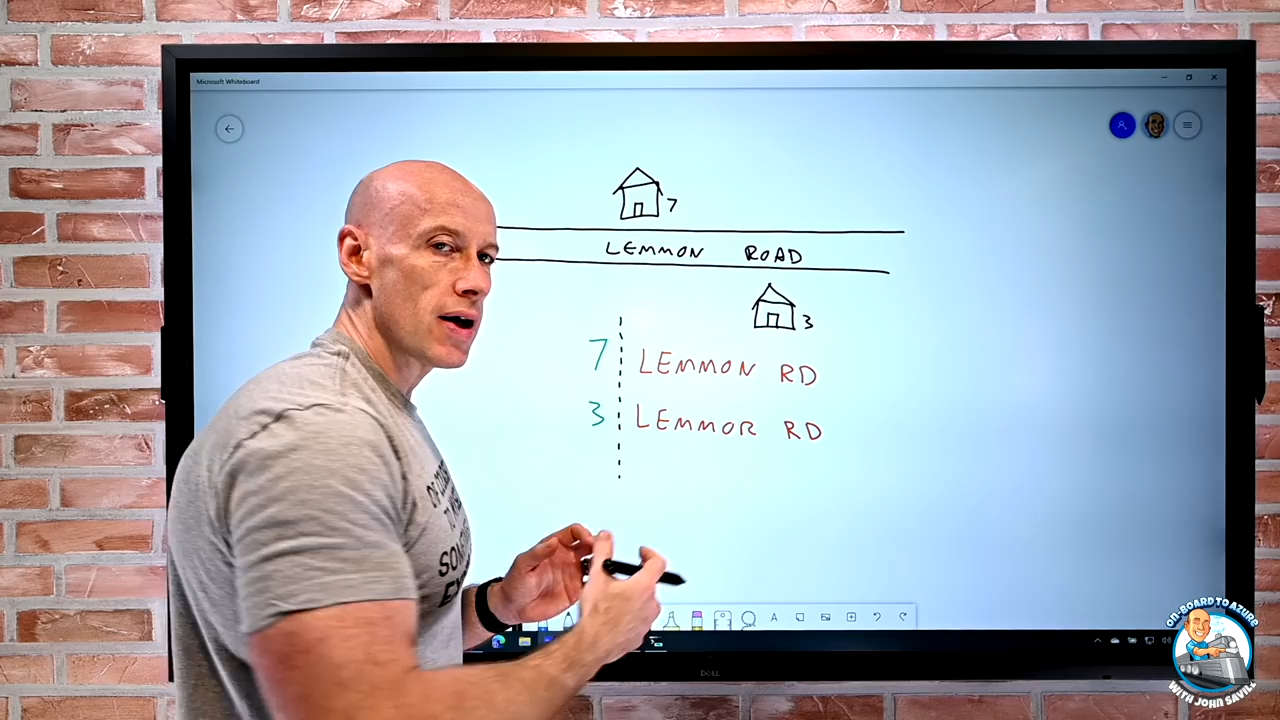 Microsoft Whiteboard
7
LEMMON ROAD
3
7 LEMMON RD
3 LEMMOR RD
DELL
ON-BOARD TO AZURE
WITH JOHN SAVILL